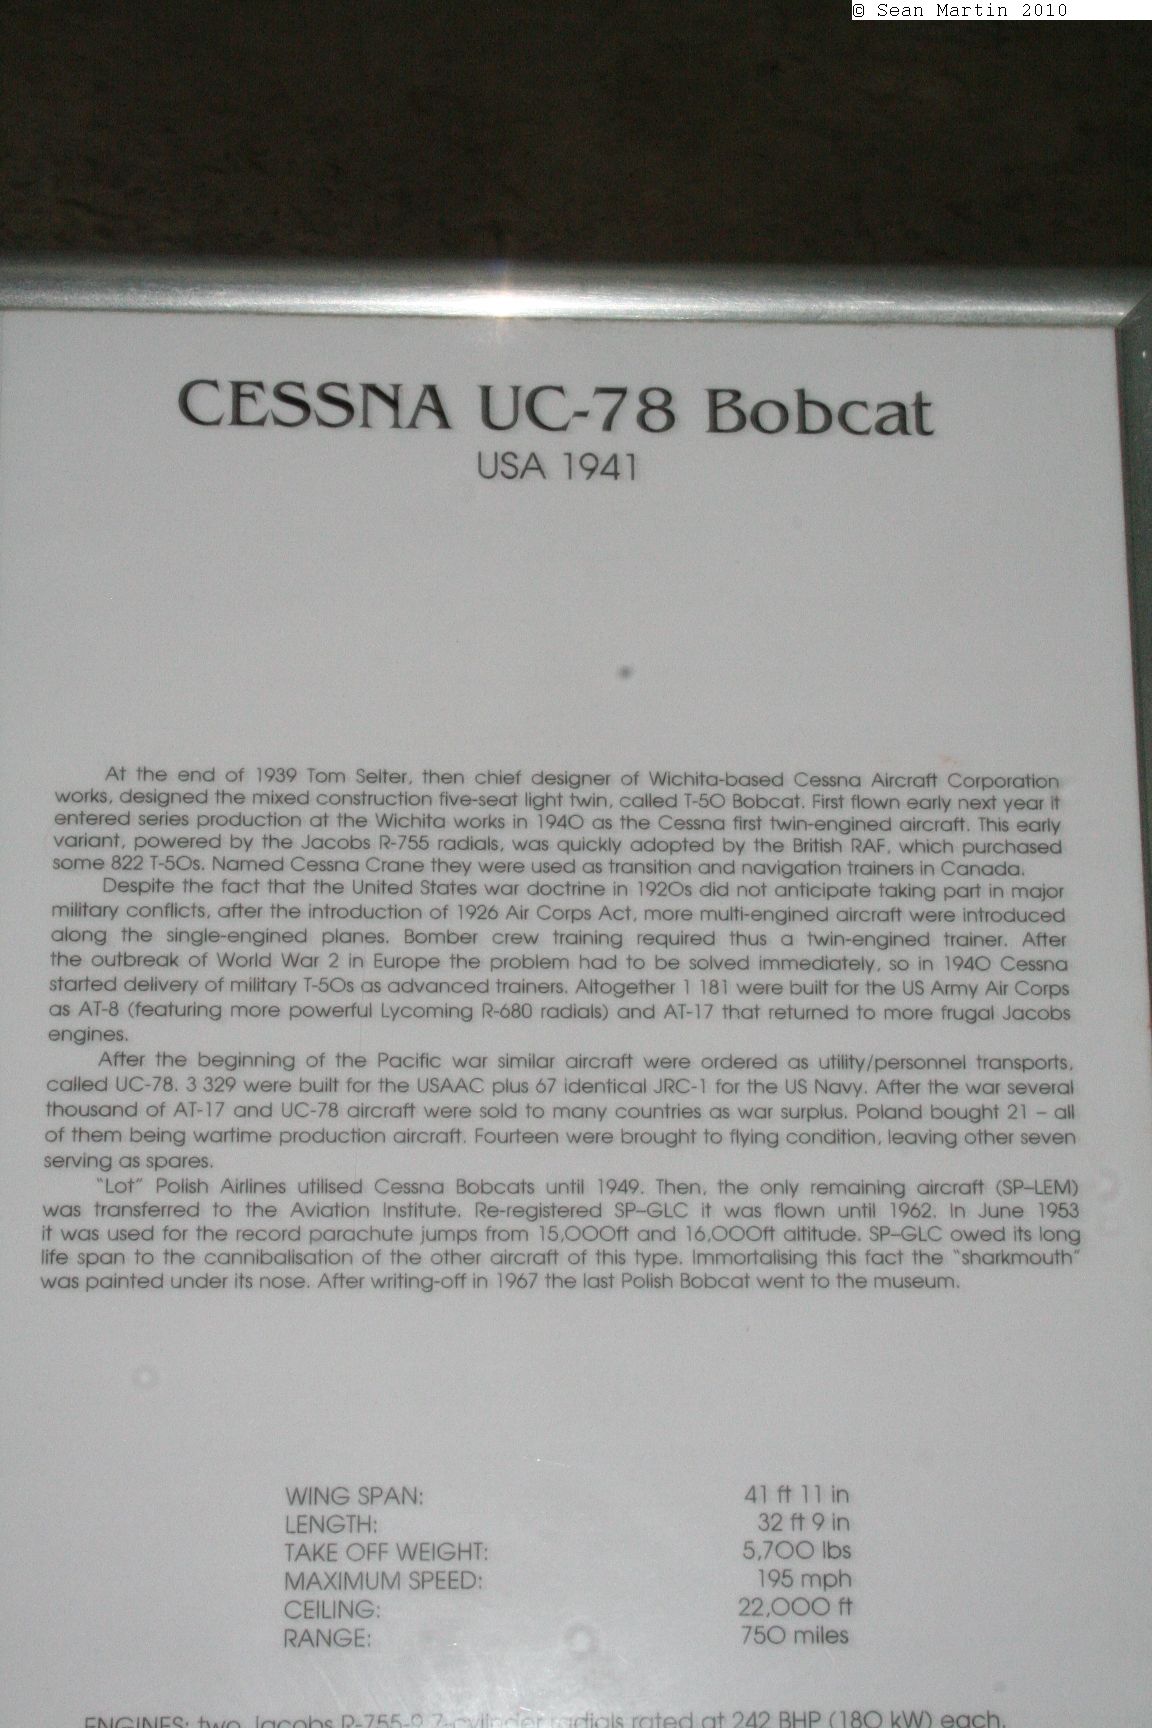 © Sean Martin 2010
CESSNA UC-78 Bobcat
USA 1941
At the end of 1939 Tom Selter, then chief designer of Wichita-based Cessna Aircraft Corporation
works, designed the mixed construction five-seat light twin, called T-50 Bobcat. First flown early next year it
entered series production at the Wichita works in 1940 as the Cessna first twin-engined aircraft. This early
variant, powered by the Jacobs R-755 radials, was quickly adopted by the British RAF, which purchased
some 822 T-50s. Named Cessna Crane they were used as transition and navigation trainers in Canada.
Despite the fact that the United States war doctrine in 1920s did not anticipate taking part in major
military conflicts, after the introduction of 1926 Air Corps Act, more multi-engined aircraft were introduced
along the single-engined planes. Bomber crew training required thus a twin-engined trainer. After
the outbreak of World War 2 in Europe the problem had to be solved immediately, so in 1940 Cessna
started delivery of military T-50s as advanced trainers. Altogether 1 181 were built for the US Army Air Corps
as AT-8 (featuring more powerful Lycoming R-680 radials) and AT-17 that returned to more frugal Jacobs
engines.
After the beginning of the Pacific war similar aircraft were ordered as utility/personnel transports,
called UC-78. 3 329 were built for the USAAC plus 67 identical JRC-1 for the US Navy. After the war several
thousand of AT-17 and UC-78 aircraft were sold to many countries as war surplus. Poland bought 21 – all
of them being wartime production aircraft. Fourteen were brought to flying condition, leaving other seven
serving as spares.
"Lot" Polish Airlines utilised Cessna Bobcats until 1949. Then, the only remaining aircraft (SP–LEM)
was transferred to the Aviation Institute. Re-registered SP–GLC it was flown until 1962. In June 1953
it was used for the record parachute jumps from 15,000ft and 16,000ft altitude. SP–GLC owed its long
life span to the cannibalisation of the other aircraft of this type. Immortalising this fact the "sharkmouth"
was painted under its nose. After writing-off in 1967 the last Polish Bobcat went to the museum.
WING SPAN: 41 ft 11 in
LENGTH: 32 ft 9 in
TAKE OFF WEIGHT: 5,700 lbs
MAXIMUM SPEED: 195 mph
CEILING: 22,000 ft
RANGE: 750 miles
ENGINES: two Jacobs R-755-9 7-cylinder radials rated at 242 BHP (180 kW) each.